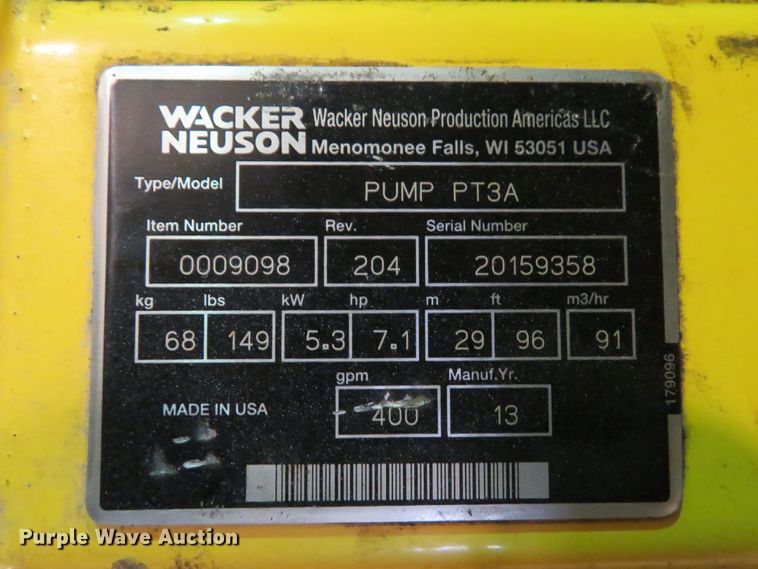 WACKER NEUSON Wacker Neuson Production Americas LLC
Menomonee Falls, WI 53051 USA
Type/Model PUMP PT3A
Item Number Rev. Serial Number
0009098 204 20159358
kg lbs kW hp m ft m3/hr
68 149 5.3 7.1 29 96 91
gpm Manuf.Yr.
MADE IN USA 400 13
179096
Purple Wave Auction